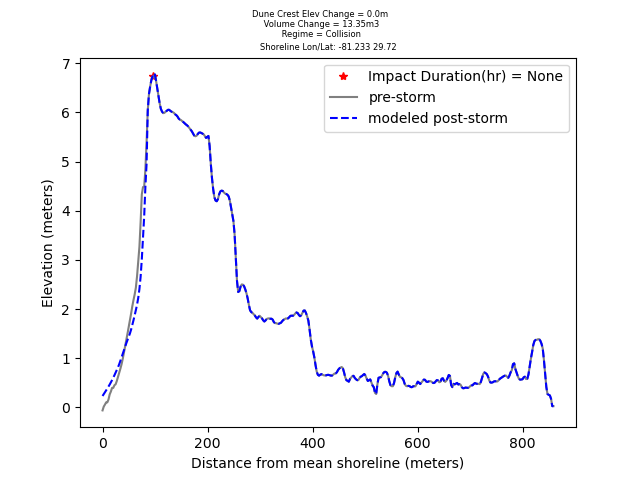 Dune Crest Elev Change = 0.0m
Volume Change = 13.35m3
Regime = Collision
Shoreline Lon/Lat: -81.233 29.72
Impact Duration(hr) = None
pre-storm
modeled post-storm
Elevation (meters)
7
6
5
4
3
2
1
0
0 200 400 600 800
Distance from mean shoreline (meters)